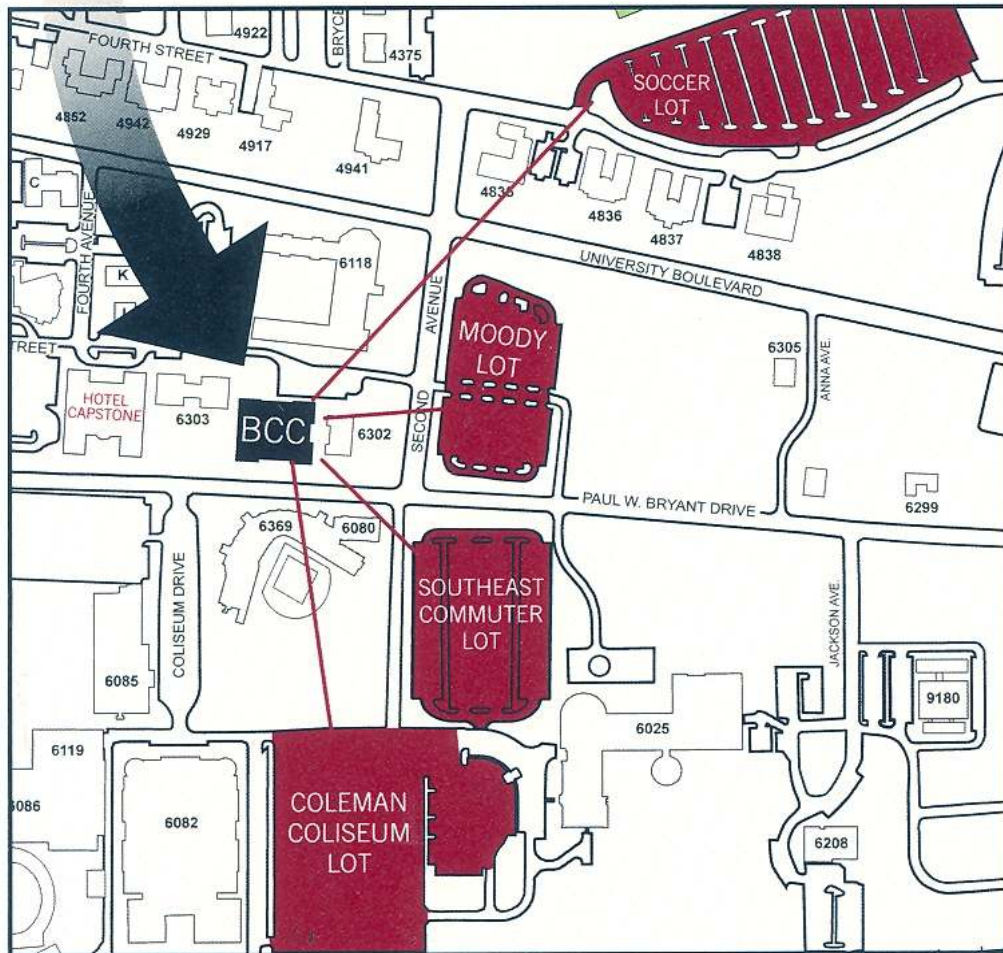 4922
BRYCE
FOURTH STREET
4375
SOCCER
LOT
4852
4942
4929
4917
4941
4835
4836
4837
4838
C
FOURTH AVENUE
K
6118
UNIVERSITY BOULEVARD
AVENUE
SECOND
MOODY
LOT
STREET
HOTEL
CAPSTONE
6303
BCC
6302
6305
ANNA AVE.
6299
PAUL W. BRYANT DRIVE
6369
6080
COLISEUM DRIVE
SOUTHEAST
COMMUTER
LOT
JACKSON AVE.
6085
9180
6025
6119
6086
6082
COLEMAN
COLISEUM
LOT
6208